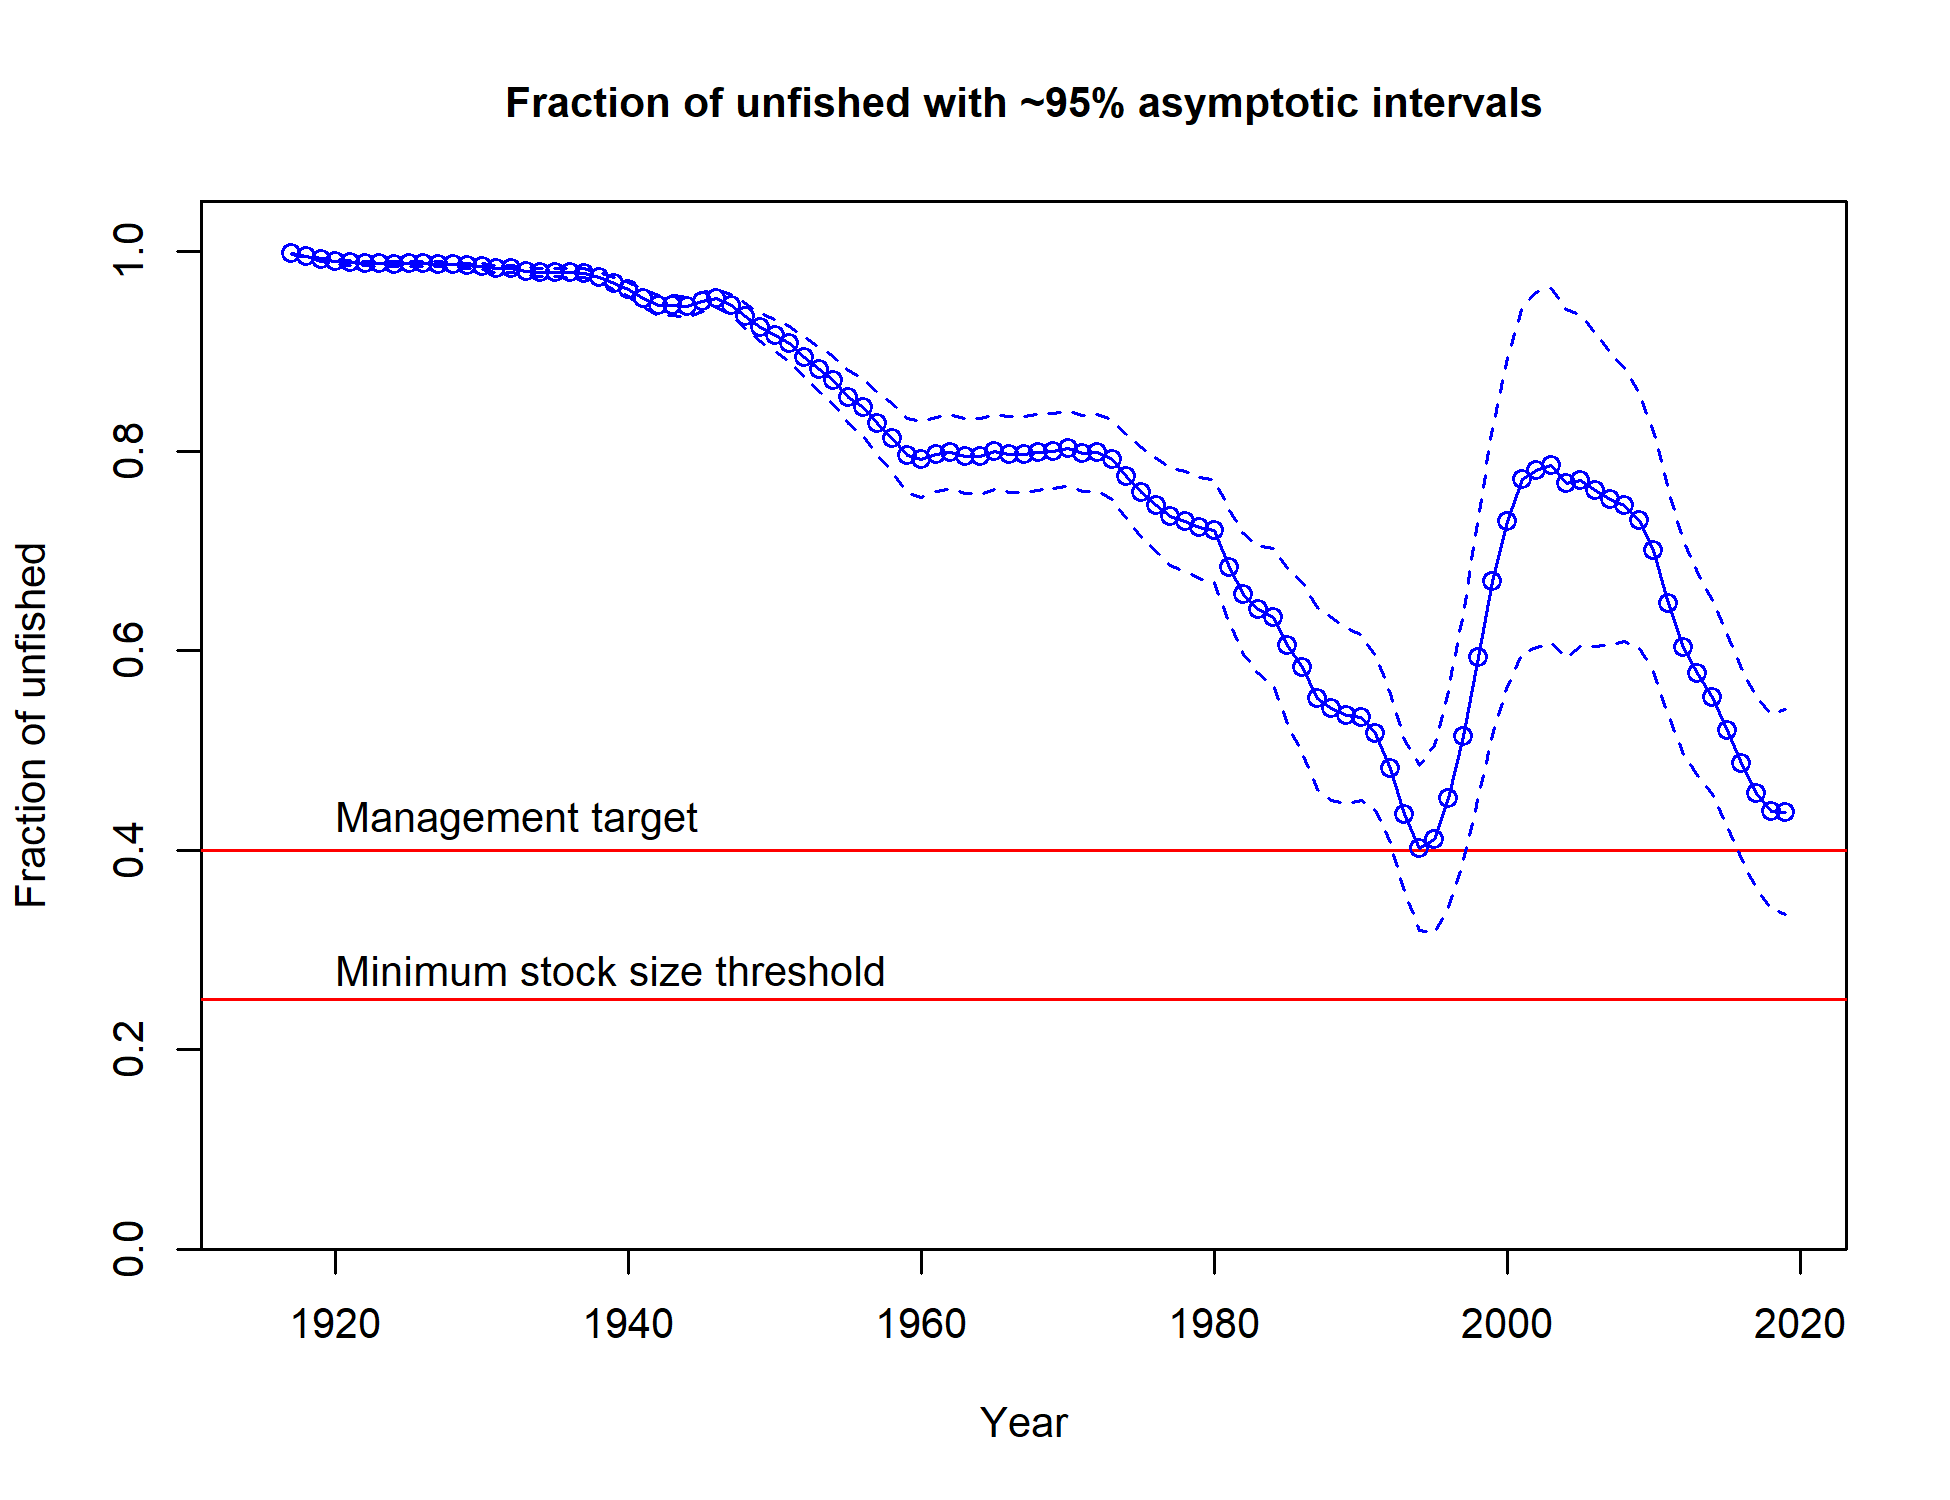 Fraction of unfished with ~95% asymptotic intervals
Fraction of unfished
1.0
0.8
0.6
0.4
0.2
0.0
Management target
Minimum stock size threshold
1920 1940 1960 1980 2000 2020
Year